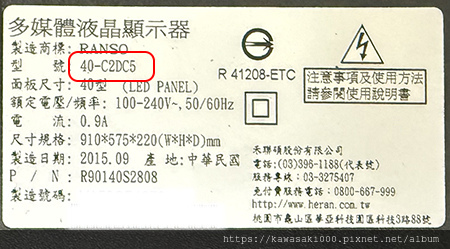 多媒體液晶顯示器
製造商標: RANSO
型 號 40-C2DC5
面板尺寸: 40型 (LED PANEL)
額定電壓/頻率: 100-240V~, 50/60Hz
電 流: 0.9A
尺寸規格: 910*575*220(W*H*D)mm
製造日期: 2015.09 產 地:中華民國
P / N : R90140S2808
製造號碼:
R 41208-ETC
注意事項及使用方法
請參閱使用說明書
禾聯碩股份有限公司
電話:(03)396-1188(代表號)
服務專線: 03-3275407
免付費服務電話: 0800-667-999
http://www.heran.com.tw
桃園市龜山區華亞科技園區科技3路88號
https://kawasaki1000.pixnet.net/album